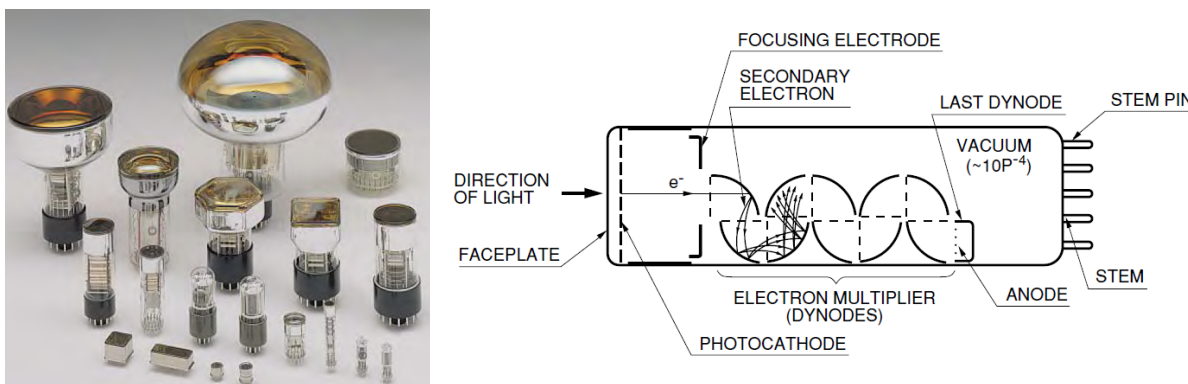 FOCUSING ELECTRODE
SECONDARY
ELECTRON
LAST DYNODE
STEM PIN
VACUUM
(~10P⁻⁴)
DIRECTION
OF LIGHT
e⁻
FACEPLATE
STEM
ELECTRON MULTIPLIER
(DYNODES)
ANODE
PHOTOCATHODE